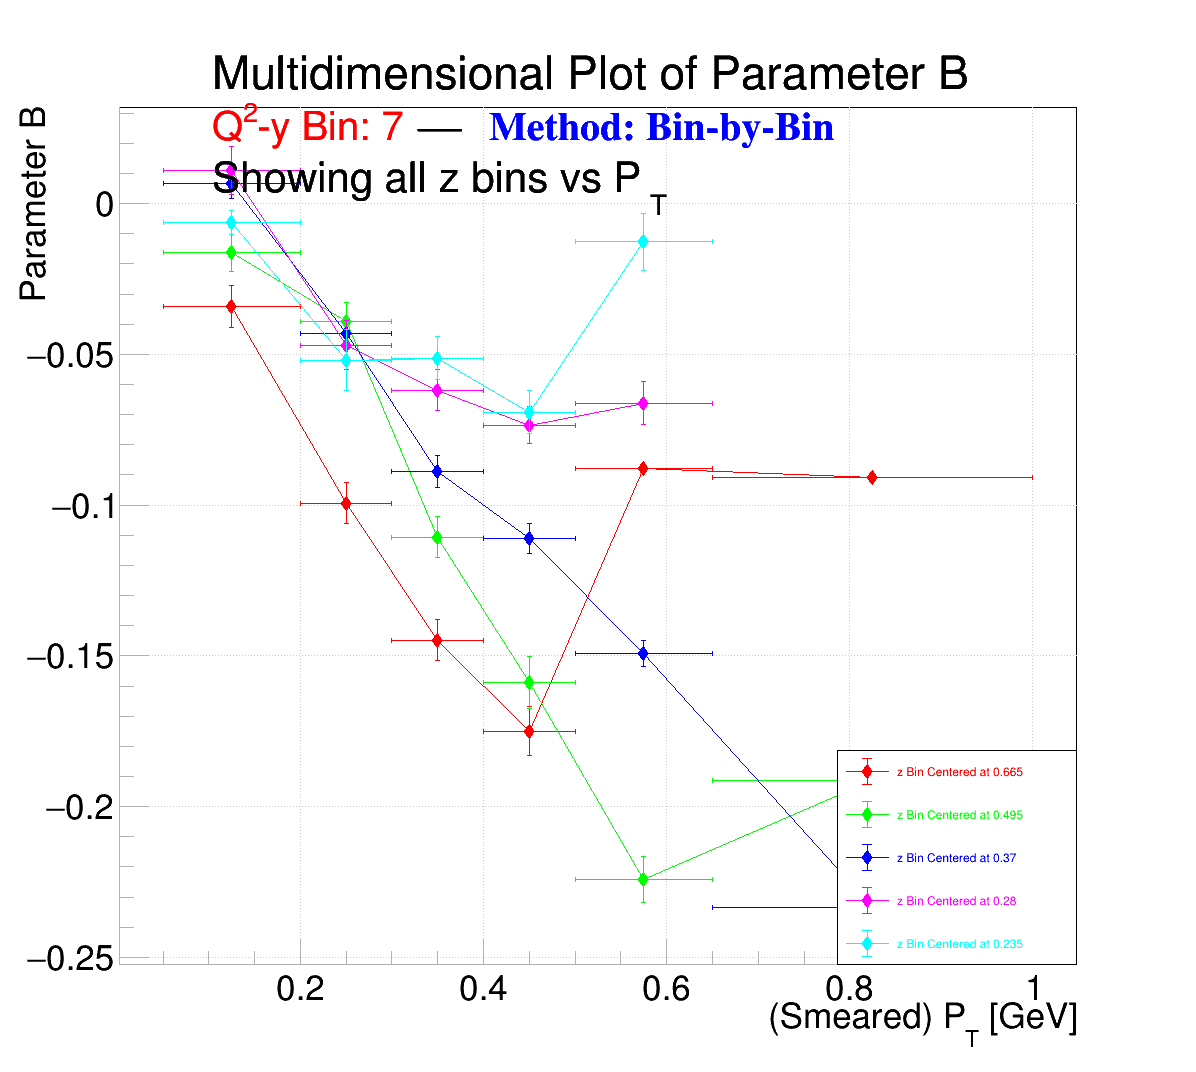 Multidimensional Plot of Parameter B
Q2-y Bin: 7 — Method: Bin-by-Bin
Showing all z bins vs PT
Parameter B
0
−0.05
−0.1
−0.15
−0.2
−0.25
z Bin Centered at 0.665
z Bin Centered at 0.495
z Bin Centered at 0.37
z Bin Centered at 0.28
z Bin Centered at 0.235
0.2 0.4 0.6 0.8 1
(Smeared) PT [GeV]